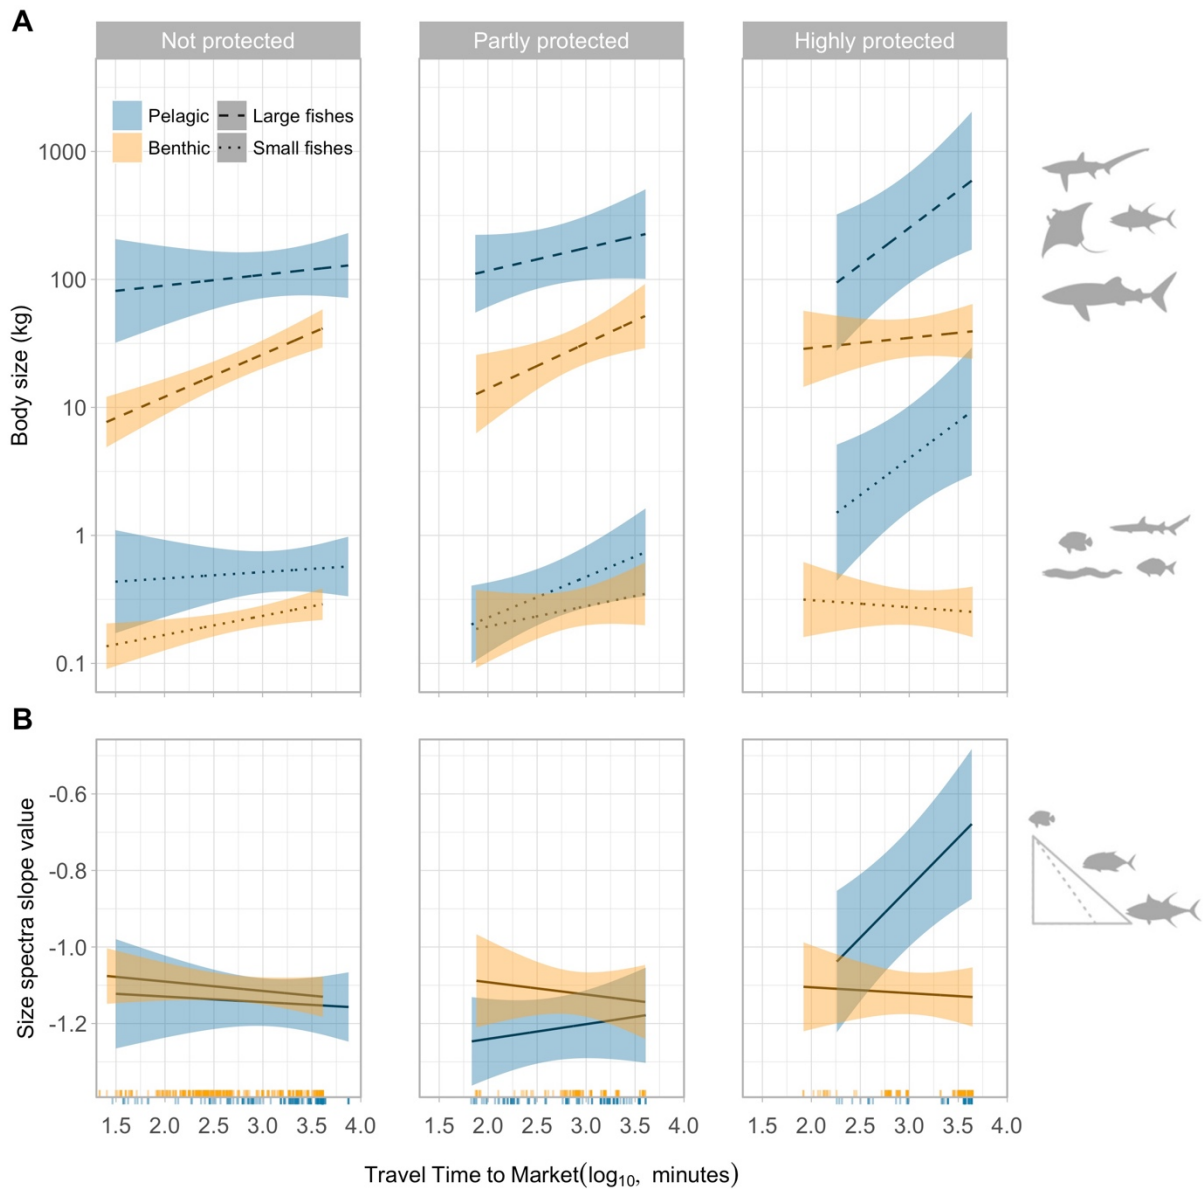 A
Not protected
Partly protected
Highly protected
Pelagic
Large fishes
Benthic
Small fishes
1000
100
10
1
0.1
Body size (kg)
B
-0.6
-0.8
-1.0
-1.2
Size spectra slope value
1.5 2.0 2.5 3.0 3.5 4.0
1.5 2.0 2.5 3.0 3.5 4.0
1.5 2.0 2.5 3.0 3.5 4.0
Travel Time to Market(log₁₀, minutes)